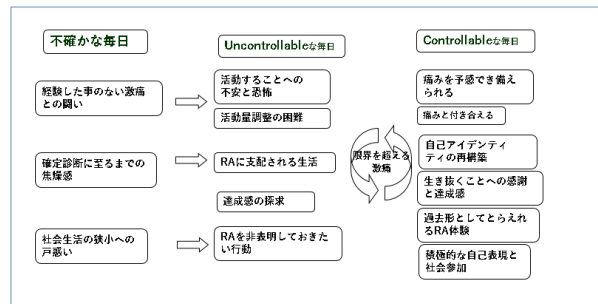 不確かな毎日
経験した事のない激痛
との闘い
確定診断に至るまでの
焦燥感
社会生活の狭小への
戸惑い
Uncontrollableな毎日
活動することへの
不安と恐怖
活動量調整の困難
RAに支配される生活
達成感の探求
RAを非表明しておきた
い行動
限界を超える
激痛
Controllableな毎日
痛みを予感でき備え
られる
痛みと付き合える
自己アイデンティ
ティの再構築
生き抜くことへの感謝
と達成感
過去形としてとらえれ
るRA体験
積極的な自己表現と
社会参加